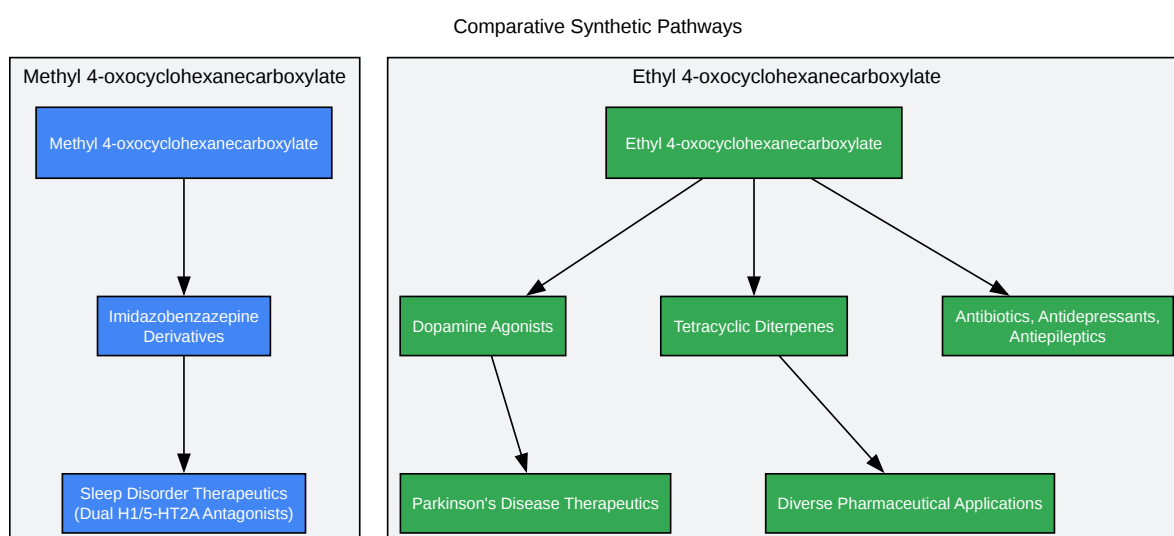 Comparative Synthetic Pathways
Methyl 4-oxocyclohexanecarboxylate
Methyl 4-oxocyclohexanecarboxylate
Imidazobenzazepine
Derivatives
Sleep Disorder Therapeutics
(Dual H1/5-HT2A Antagonists)
Ethyl 4-oxocyclohexanecarboxylate
Ethyl 4-oxocyclohexanecarboxylate
Dopamine Agonists
Tetracyclic Diterpenes
Antibiotics, Antidepressants,
Antiepileptics
Parkinson's Disease Therapeutics
Diverse Pharmaceutical Applications